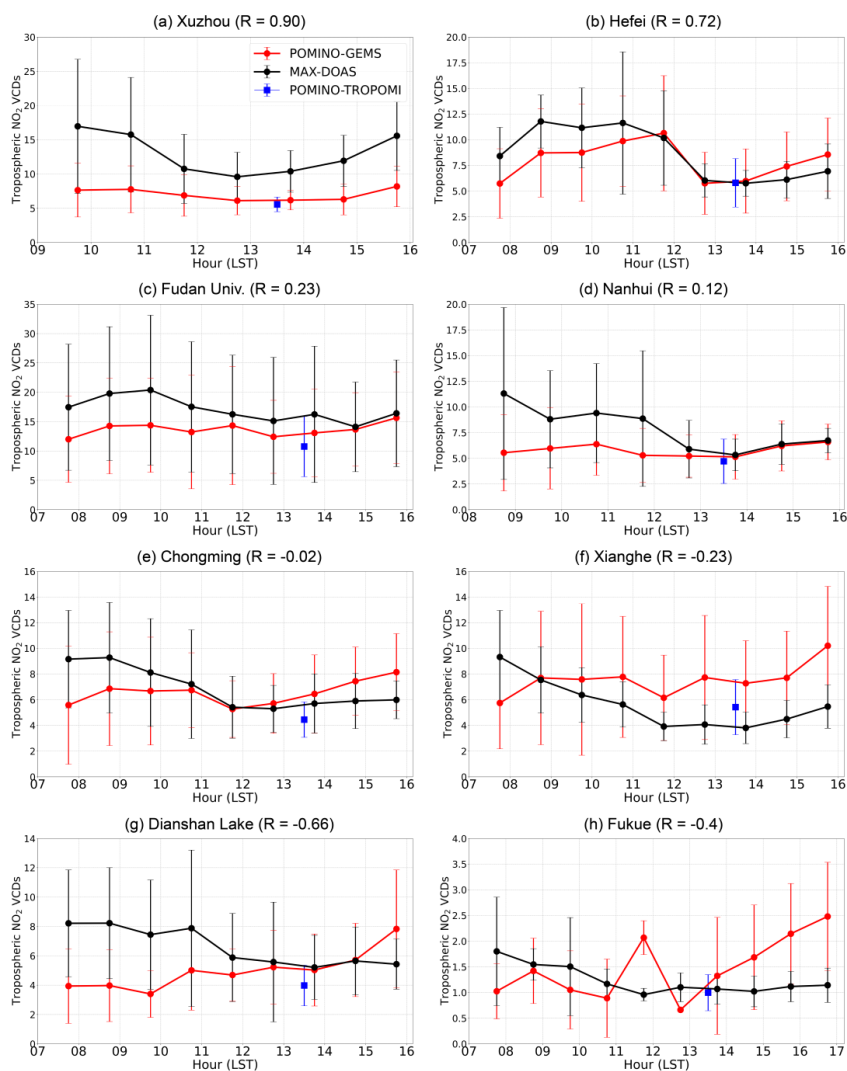 (a) Xuzhou (R = 0.90)
Tropospheric NO₂ VCDs
30
25
20
15
10
5
0
POMINO-GEMS
MAX-DOAS
POMINO-TROPOMI
09 10 11 12 13 14 15 16
Hour (LST)
(b) Hefei (R = 0.72)
Tropospheric NO₂ VCDs
20.0
17.5
15.0
12.5
10.0
7.5
5.0
2.5
0.0
07 08 09 10 11 12 13 14 15 16
Hour (LST)
(c) Fudan Univ. (R = 0.23)
Tropospheric NO₂ VCDs
35
30
25
20
15
10
5
0
07 08 09 10 11 12 13 14 15 16
Hour (LST)
(d) Nanhui (R = 0.12)
Tropospheric NO₂ VCDs
20.0
17.5
15.0
12.5
10.0
7.5
5.0
2.5
0.0
08 09 10 11 12 13 14 15 16
Hour (LST)
(e) Chongming (R = -0.02)
Tropospheric NO₂ VCDs
16
14
12
10
8
6
4
2
0
07 08 09 10 11 12 13 14 15 16
Hour (LST)
(f) Xianghe (R = -0.23)
Tropospheric NO₂ VCDs
16
14
12
10
8
6
4
2
0
07 08 09 10 11 12 13 14 15 16
Hour (LST)
(g) Dianshan Lake (R = -0.66)
Tropospheric NO₂ VCDs
14
12
10
8
6
4
2
0
07 08 09 10 11 12 13 14 15 16
Hour (LST)
(h) Fukue (R = -0.4)
Tropospheric NO₂ VCDs
4.0
3.5
3.0
2.5
2.0
1.5
1.0
0.5
0.0
07 08 09 10 11 12 13 14 15 16 17
Hour (LST)